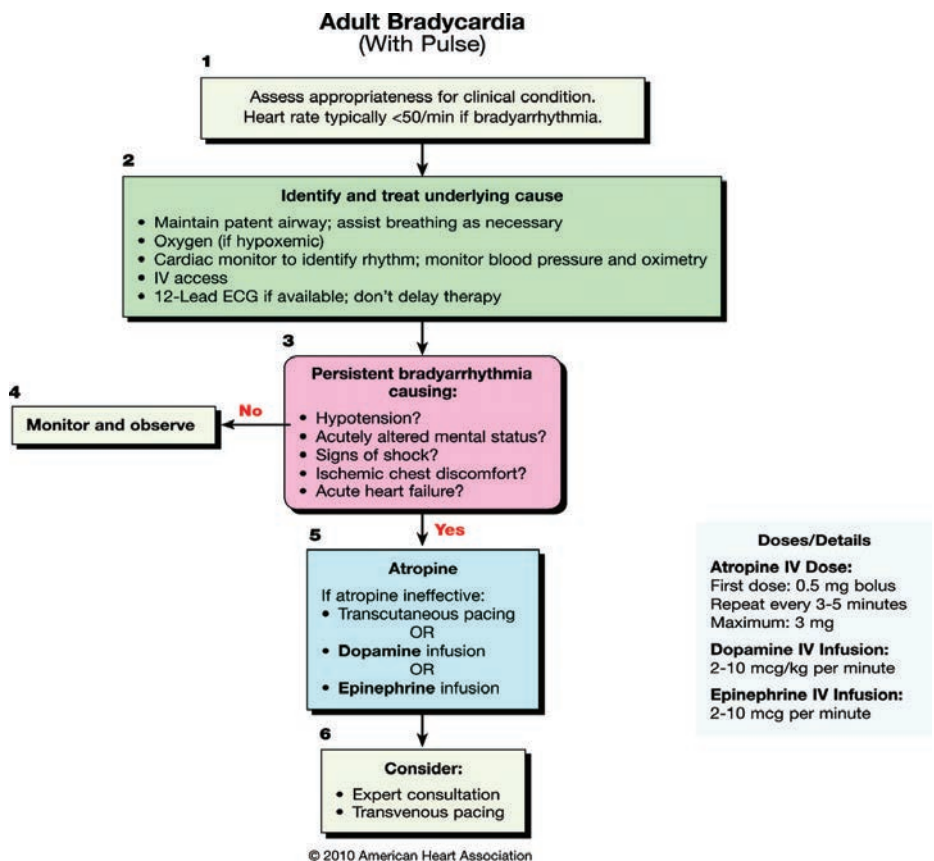 Adult Bradycardia
(With Pulse)
1
Assess appropriateness for clinical condition.
Heart rate typically <50/min if bradyarrhythmia.
2
Identify and treat underlying cause
• Maintain patent airway; assist breathing as necessary
• Oxygen (if hypoxemic)
• Cardiac monitor to identify rhythm; monitor blood pressure and oximetry
• IV access
• 12-Lead ECG if available; don't delay therapy
3
Persistent bradyarrhythmia
causing:
• Hypotension?
• Acutely altered mental status?
• Signs of shock?
• Ischemic chest discomfort?
• Acute heart failure?
No
4
Monitor and observe
Yes
5
Atropine
If atropine ineffective:
• Transcutaneous pacing
OR
• Dopamine infusion
OR
• Epinephrine infusion
Doses/Details
Atropine IV Dose:
First dose: 0.5 mg bolus
Repeat every 3-5 minutes
Maximum: 3 mg
Dopamine IV Infusion:
2-10 mcg/kg per minute
Epinephrine IV Infusion:
2-10 mcg per minute
6
Consider:
• Expert consultation
• Transvenous pacing
© 2010 American Heart Association